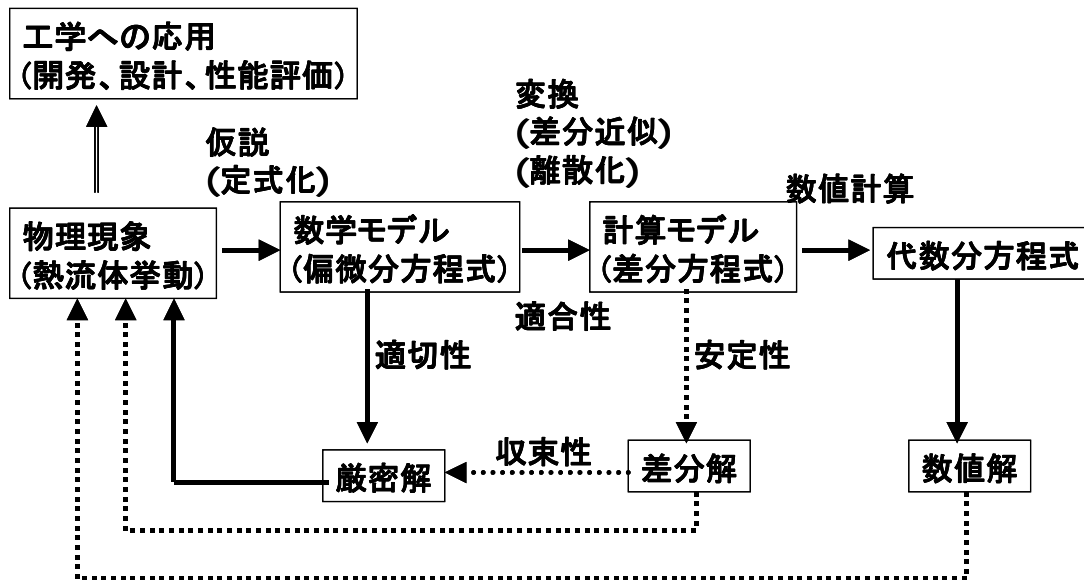 工学への応用
(開発、設計、性能評価)
仮説
(定式化)
変換
(差分近似)
(離散化)
数値計算
物理現象
(熱流体挙動)
数学モデル
(偏微分方程式)
計算モデル
(差分方程式)
代数分方程式
適合性
適切性
安定性
収束性
厳密解
差分解
数値解